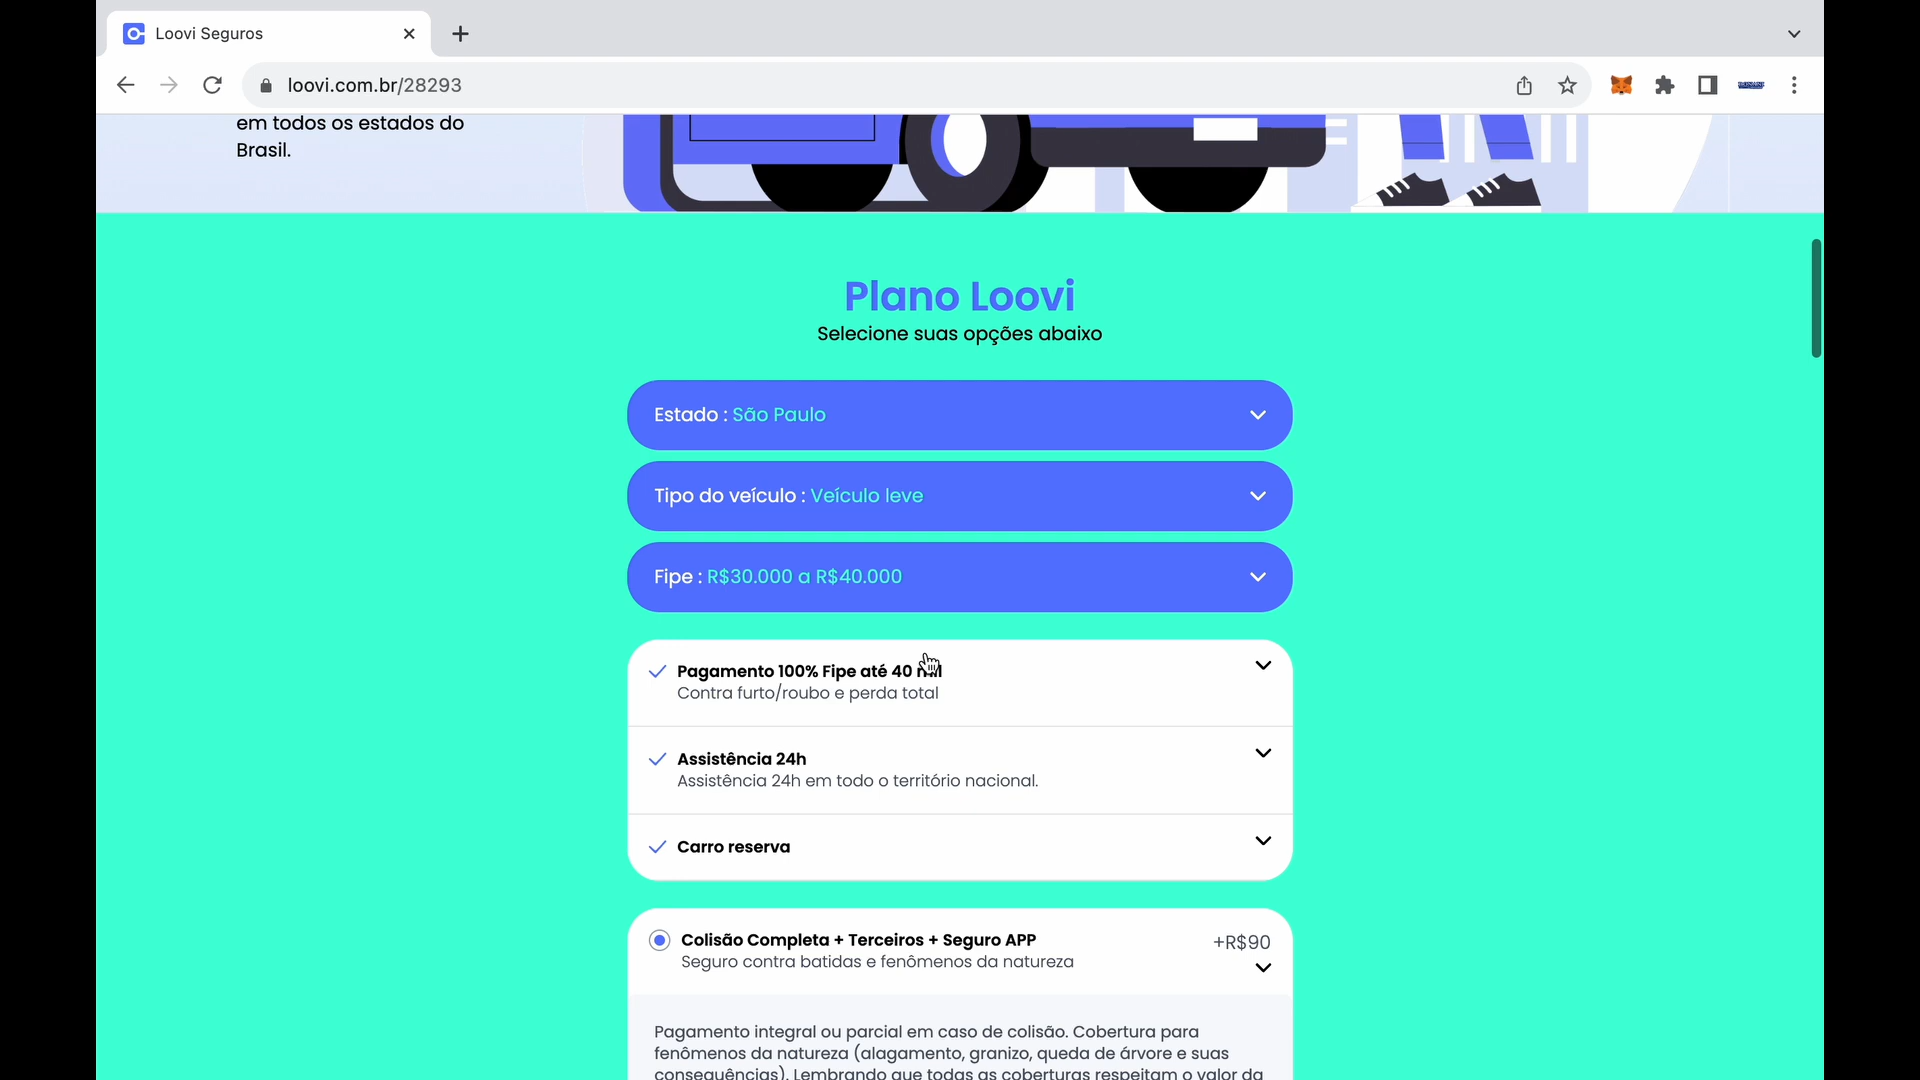 Loovi Seguros
loovi.com.br/28293
em todos os estados do
Brasil.
Plano Loovi
Selecione suas opções abaixo
Estado : São Paulo
Tipo do veículo : Veículo leve
Fipe : R$30.000 a R$40.000
Pagamento 100% Fipe até 40 mil
Contra furto/roubo e perda total
Assistência 24h
Assistência 24h em todo o território nacional.
Carro reserva
Colisão Completa + Terceiros + Seguro APP
+R$90
Seguro contra batidas e fenômenos da natureza
Pagamento integral ou parcial em caso de colisão. Cobertura para
fenômenos da natureza (alagamento, granizo, queda de árvore e suas
consequências). Lembrando que todas as coberturas respeitam o valor da